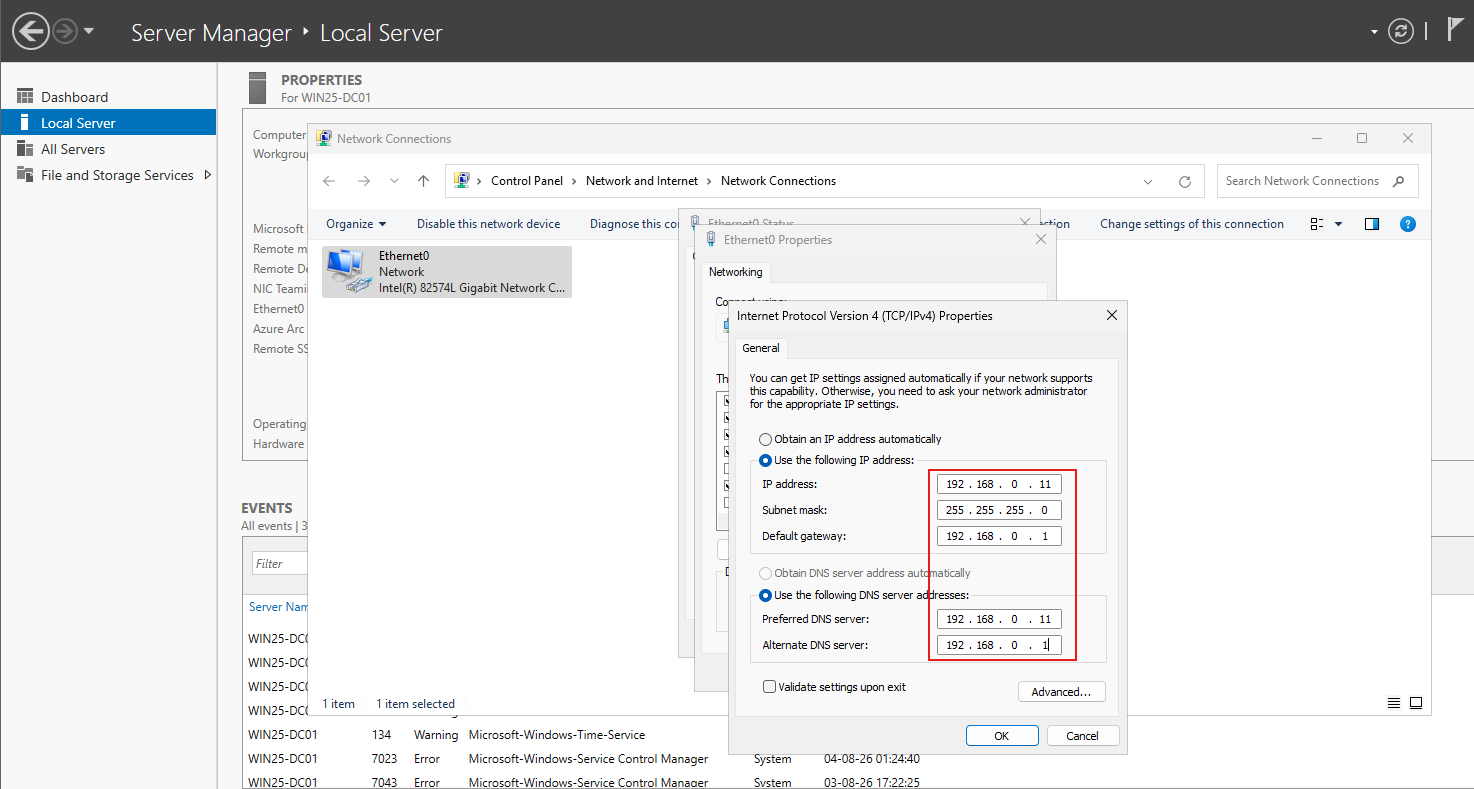 Server Manager ‣ Local Server
Dashboard
Local Server
All Servers
File and Storage Services
PROPERTIES
For WIN25-DC01
Computer
Workgrou
Microsoft
Remote m
Remote De
NIC Teami
Ethernet0
Azure Arc
Remote SS
Operating
Hardware
EVENTS
All events | 3
Filter
Server Nam
WIN25-DC0
WIN25-DC0
WIN25-DC0
WIN25-DC0
WIN25-DC01 134 Warning Microsoft-Windows-Time-Service
WIN25-DC01 7023 Error Microsoft-Windows-Service Control Manager System 04-08-26 01:24:40
WIN25-DC01 7043 Error Microsoft-Windows-Service Control Manager System 03-08-26 17:22:25
Network Connections
Control Panel > Network and Internet > Network Connections
Search Network Connections
Organize Disable this network device Diagnose this co ction Change settings of this connection
Ethernet0
Network
Intel(R) 82574L Gigabit Network C...
1 item 1 item selected
Ethernet0 Status
Ethernet0 Properties
Networking
Connect using:
Th
Internet Protocol Version 4 (TCP/IPv4) Properties
General
You can get IP settings assigned automatically if your network supports
this capability. Otherwise, you need to ask your network administrator
for the appropriate IP settings.
Obtain an IP address automatically
Use the following IP address:
IP address: 192 . 168 . 0 . 11
Subnet mask: 255 . 255 . 255 . 0
Default gateway: 192 . 168 . 0 . 1
Obtain DNS server address automatically
Use the following DNS server addresses:
Preferred DNS server: 192 . 168 . 0 . 11
Alternate DNS server: 192 . 168 . 0 . 1
Validate settings upon exit
Advanced...
OK Cancel